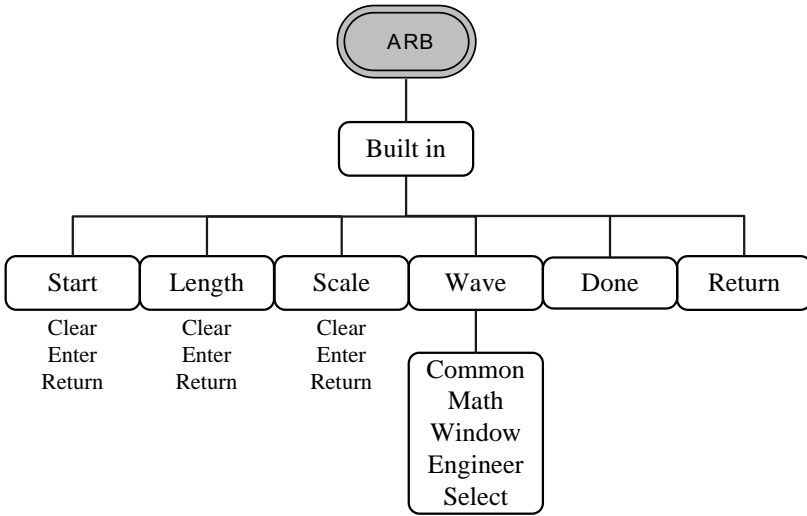 ARB
Built in
Start
Length
Scale
Wave
Done
Return
Clear
Enter
Return
Clear
Enter
Return
Clear
Enter
Return
Common
Math
Window
Engineer
Select